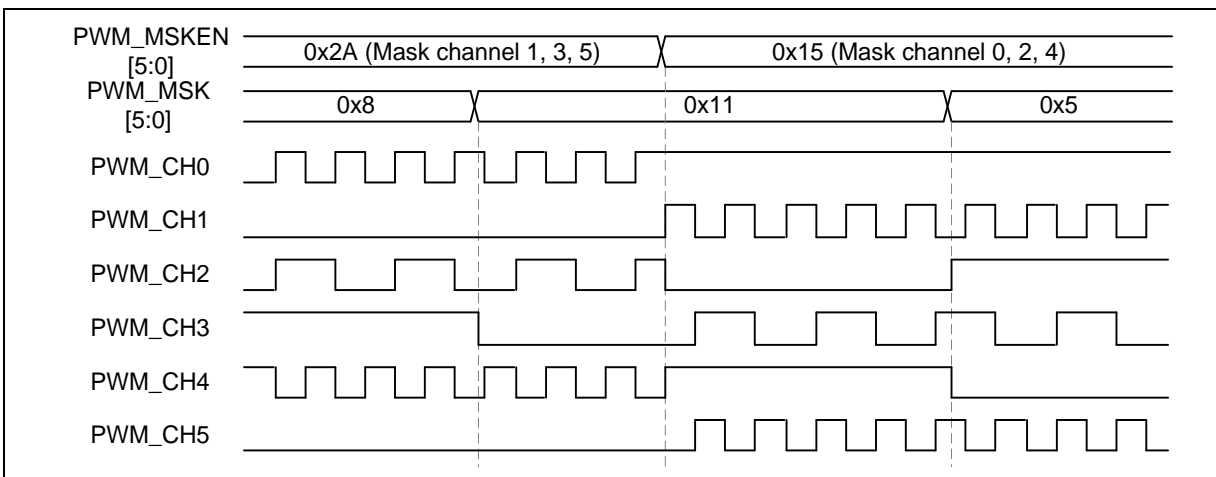 PWM_MSKEN
[5:0]
0x2A (Mask channel 1, 3, 5)
0x15 (Mask channel 0, 2, 4)
PWM_MSK
[5:0]
0x8
0x11
0x5
PWM_CH0
PWM_CH1
PWM_CH2
PWM_CH3
PWM_CH4
PWM_CH5